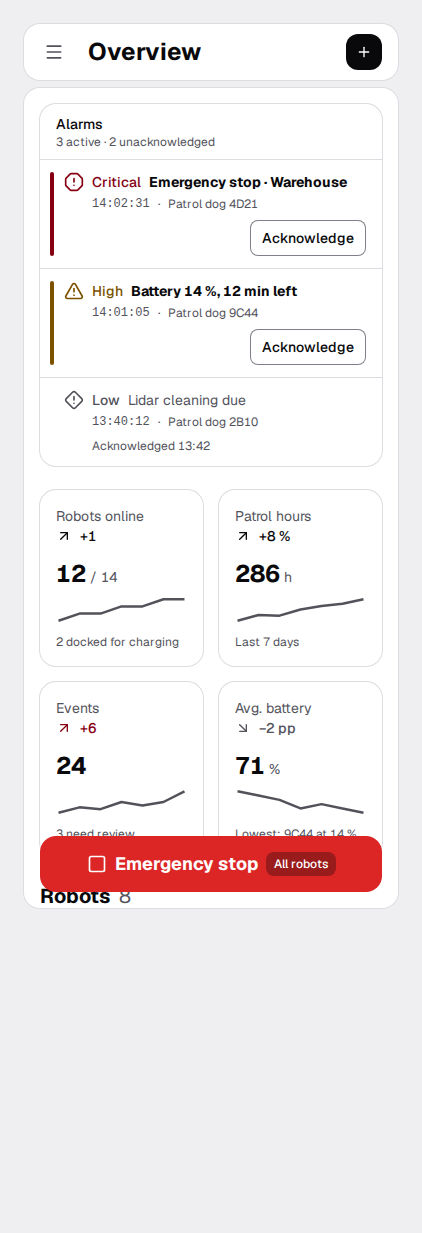 Overview
Alarms
3 active · 2 unacknowledged
Critical Emergency stop · Warehouse
14:02:31 · Patrol dog 4D21
Acknowledge
High Battery 14 %, 12 min left
14:01:05 · Patrol dog 9C44
Acknowledge
Low Lidar cleaning due
13:40:12 · Patrol dog 2B10
Acknowledged 13:42
Robots online
+1
12 / 14
2 docked for charging
Patrol hours
+8 %
286 h
Last 7 days
Events
+6
24
3 need review
Avg. battery
−2 pp
71 %
Lowest: 9C44 at 14 %
Emergency stop All robots
Robots 8